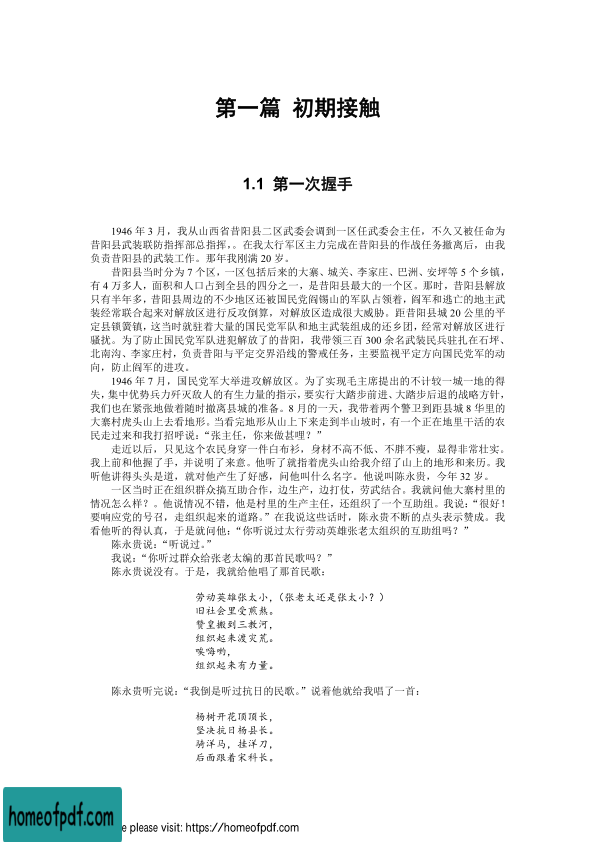 第一篇 初期接触
1.1 第一次握手
1946 年 3 月，我从山西省昔阳县二区武委会调到一区任武委会主任，不久又被任命为
昔阳县武装联防指挥部总指挥，。在我太行军区主力完成在昔阳县的作战任务撤离后，由我
负责昔阳县的武装工作。那年我刚满 20 岁。
昔阳县当时分为 7 个区，一区包括后来的大寨、城关、李家庄、巴洲、安坪等 5 个乡镇，
有 4 万多人，面积和人口占到全县的四分之一，是昔阳县最大的一个区。那时，昔阳县解放
只有半年多，昔阳县周边的不少地区还被国民党阎锡山的军队占领着，阎军和逃亡的地主武
装经常联合起来对解放区进行反攻倒算，对解放区造成很大威胁。距昔阳县城 20 公里的平
定县锁簧镇，这当时就驻着大量的国民党军队和地主武装组成的还乡团，经常对解放区进行
骚扰。为了防止国民党军队进犯解放了的昔阳，我带领三百 300 余名武装民兵驻扎在石坪、
北南沟、李家庄村，负责昔阳与平定交界沿线的警戒任务，主要监视平定方向国民党军的动
向，防止阎军的进攻。
1946 年 7 月，国民党军大举进攻解放区。为了实现毛主席提出的不计较一城一地的得
失，集中优势兵力歼灭敌人的有生力量的指示，要实行大踏步前进、大踏步后退的战略方针，
我们也在紧张地做着随时撤离县城的准备。8 月的一天，我带着两个警卫到距县城 8 华里的
大寨村虎头山上去看地形。当看完地形从山上下来走到半山坡时，有一个正在地里干活的农
民走过来和我打招呼说：“张主任，你来做甚哩？”
走近以后，只见这个农民身穿一件白布衫，身材不高不低、不胖不瘦，显得非常壮实。
我上前和他握了手，并说明了来意。他听了就指着虎头山给我介绍了山上的地形和来历。我
听他讲得头头是道，就对他产生了好感，问他叫什么名字。他说叫陈永贵，今年 32 岁。
一区当时正在组织群众搞互助合作，边生产，边打仗，劳武结合。我就问他大寨村里的
情况怎么样？。他说情况不错，他是村里的生产主任，还组织了一个互助组。我说：“很好！
要响应党的号召，走组织起来的道路。”在我说这些话时，陈永贵不断的点头表示赞成。我
看他听的得认真，于是就问他：“你听说过太行劳动英雄张老太组织的互助组吗？”
陈永贵说：“听说过。”
我说：“你听过群众给张老太编的那首民歌吗？”
陈永贵说没有。于是，我就给他唱了那首民歌：
劳动英雄张太小，（张老太还是张太小？）
旧社会里受煎熬。
赞皇搬到三教河，
组织起来渡灾荒。
唉嗨哟，
组织起来有力量。
陈永贵听完说：“我倒是听过抗日的民歌。”说着他就给我唱了一首：
杨树开花顶顶长，
坚决抗日杨县长。
骑洋马，挂洋刀，
后面跟着宋科长。
homeofpdf.com
e please visit: https://homeofpdf.com